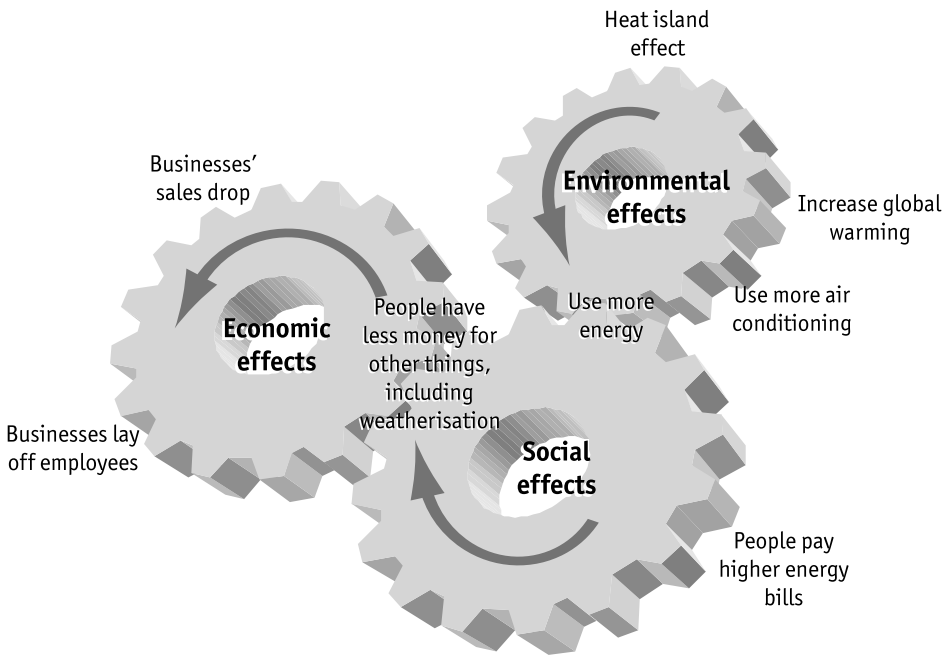 Heat island
effect
Businesses’
sales drop
Environmental
effects
Increase global
warming
Use more air
conditioning
Use more
energy
People have
less money for
other things,
including
weatherisation
Economic
effects
Businesses lay
off employees
Social
effects
People pay
higher energy
bills